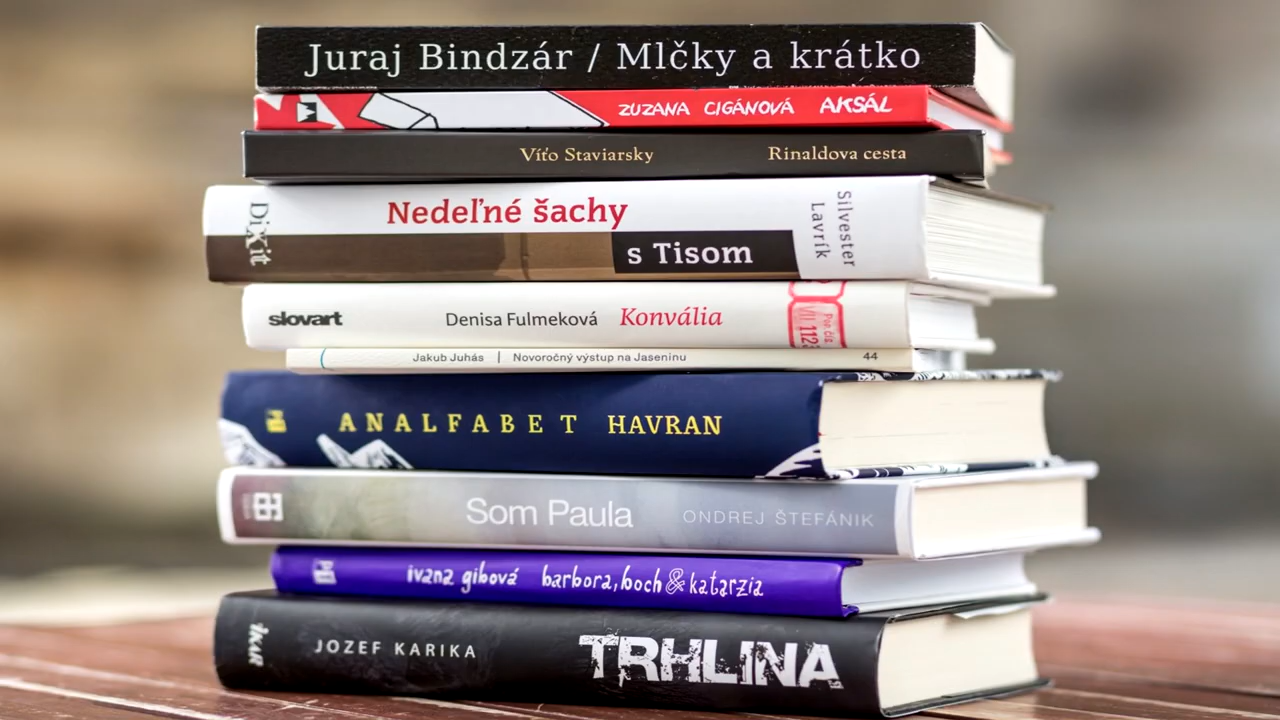 Juraj Bindzár / Mlčky a krátko
ZUZANA CIGÁNOVÁ AKSÁL
Víťo Staviarsky Rinaldova cesta
DiXit
Nedeľné šachy
s Tisom
Silvester
Lavrík
slovart Denisa Fulmeková Konvália
Jakub Juhás | Novoročný výstup na Jaseninu 44
ANALFABET HAVRAN
Som Paula ONDREJ ŠTEFÁNIK
ivana gibová barbora, boch & katarzia
IKAR JOZEF KARIKA TRHLINA